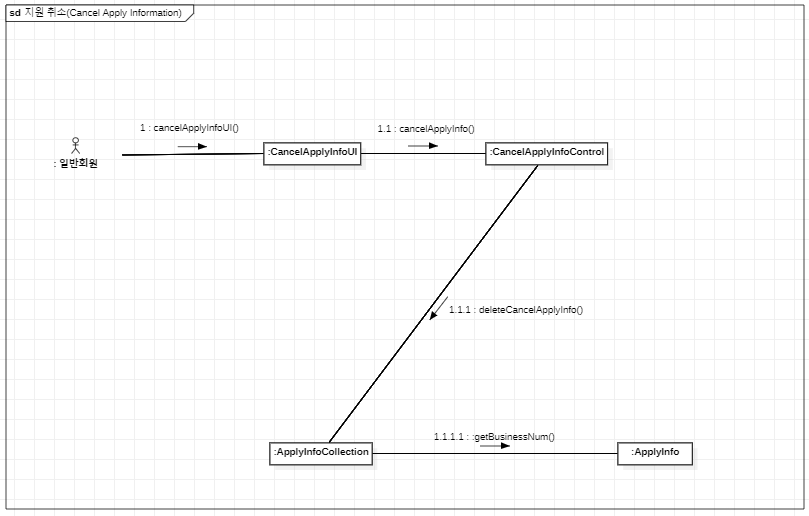 sd 지원 취소(Cancel Apply Information)
1 : cancelApplyInfoUI()
1.1 : cancelApplyInfo()
: 일반회원
:CancelApplyInfoUI
:CancelApplyInfoControl
1.1.1 : deleteCancelApplyInfo()
1.1.1.1 : :getBusinessNum()
:ApplyInfoCollection
:ApplyInfo